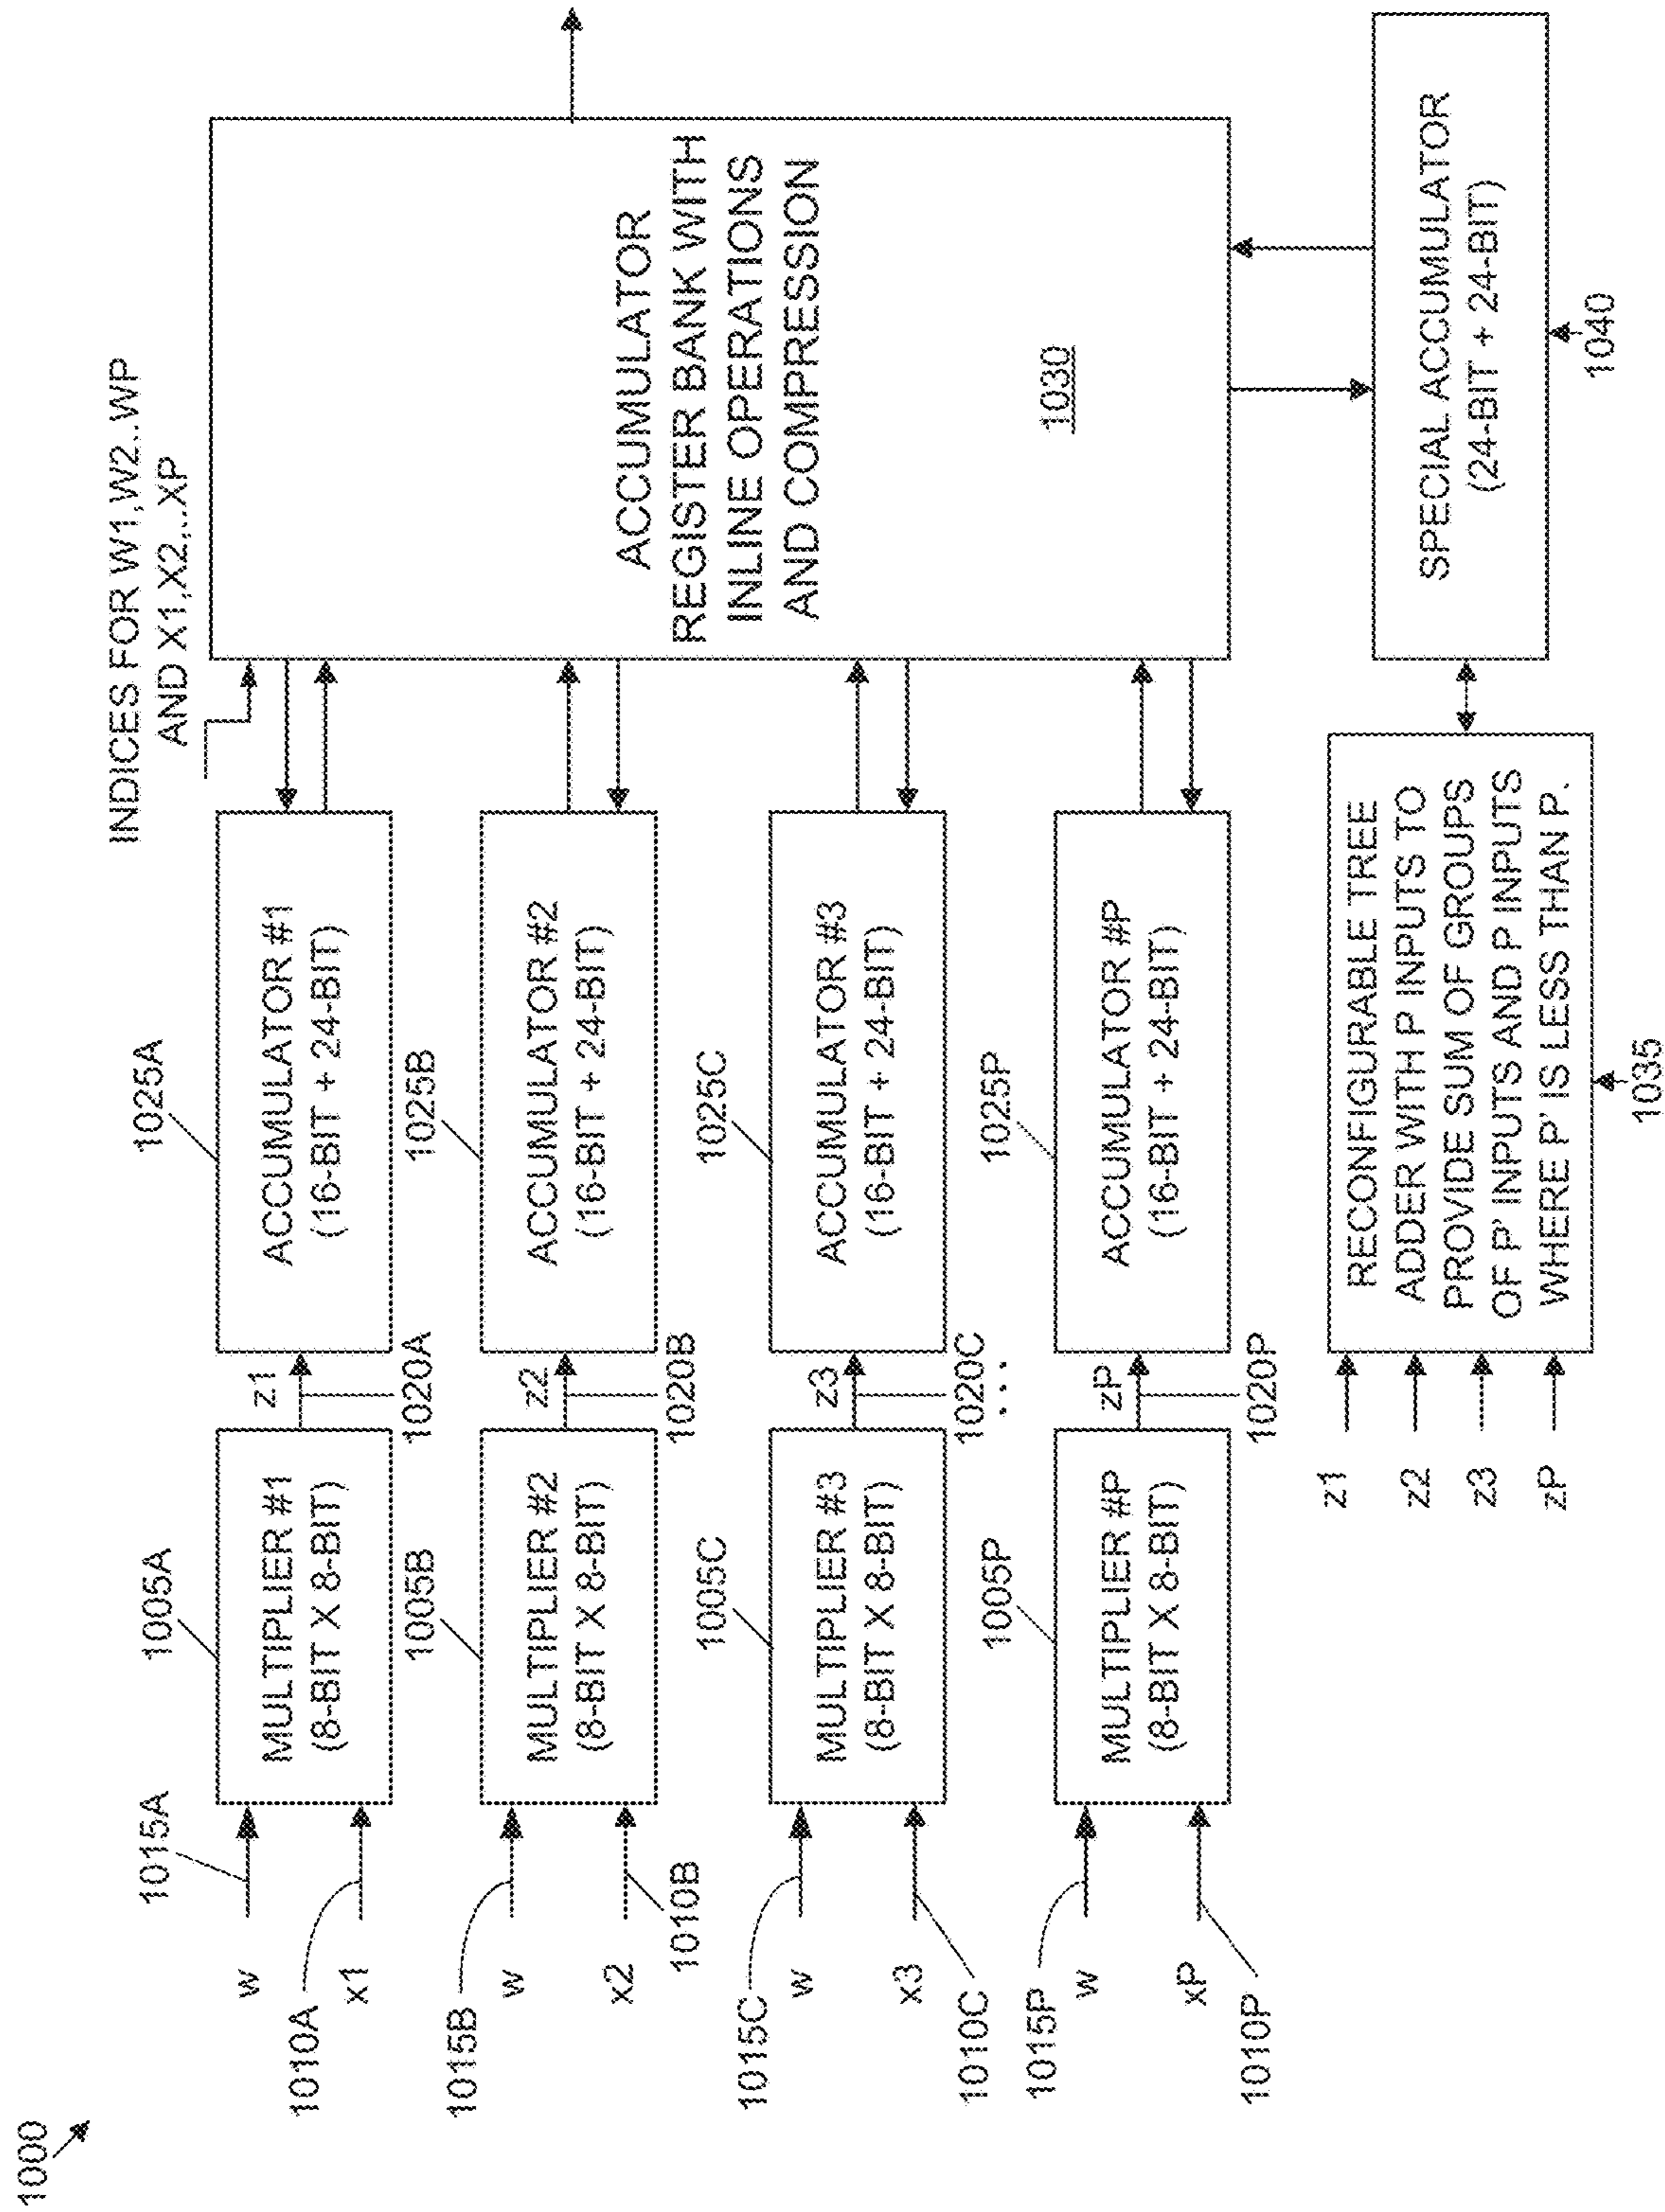 1000
INDICES FOR W1,W2..WP
AND X1,X2,...XP
1015A
1005A
1025A
w
MULTIPLIER #1
(8-BIT X 8-BIT)
z1
ACCUMULATOR #1
(16-BIT + 24-BIT)
1010A
x1
1020A
1015B
1005B
1025B
w
MULTIPLIER #2
(8-BIT X 8-BIT)
z2
ACCUMULATOR #2
(16-BIT + 24-BIT)
x2
1010B
1020B
1015C
1005C
1025C
w
MULTIPLIER #3
(8-BIT X 8-BIT)
z3
ACCUMULATOR #3
(16-BIT + 24-BIT)
x3
1010C
1020C
...
1015P
1005P
1025P
w
MULTIPLIER #P
(8-BIT X 8-BIT)
zP
ACCUMULATOR #P
(16-BIT + 24-BIT)
xP
1010P
1020P
ACCUMULATOR
REGISTER BANK WITH
INLINE OPERATIONS
AND COMPRESSION
1030
z1
z2
z3
zP
RECONFIGURABLE TREE
ADDER WITH P INPUTS TO
PROVIDE SUM OF GROUPS
OF P' INPUTS AND P INPUTS
WHERE P' IS LESS THAN P.
1035
SPECIAL ACCUMULATOR
(24-BIT + 24-BIT)
1040